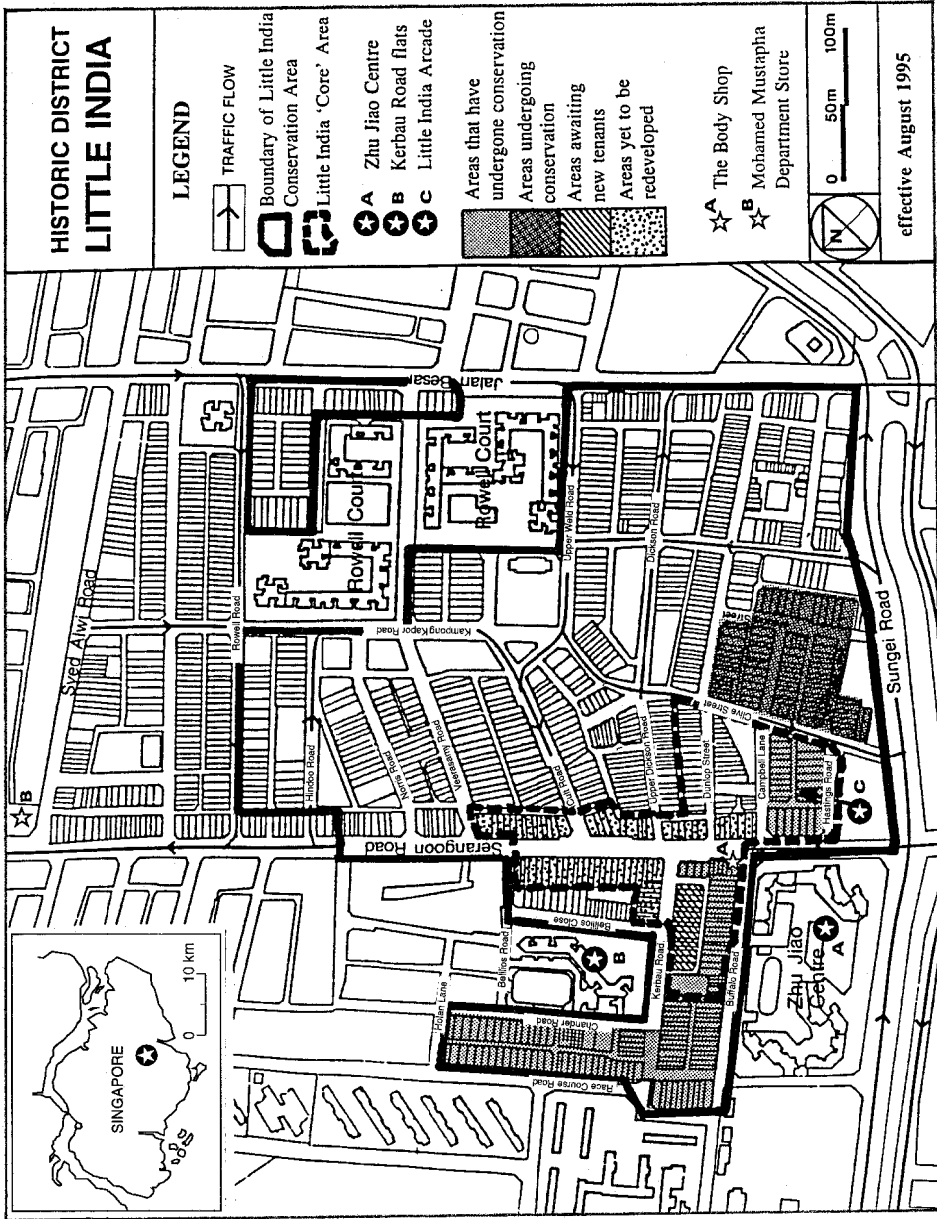 HISTORIC DISTRICT
LITTLE INDIA
LEGEND
TRAFFIC FLOW
Boundary of Little India
Conservation Area
Little India 'Core' Area
A Zhu Jiao Centre
B Kerbau Road flats
C Little India Arcade
Areas that have
undergone conservation
Areas undergoing
conservation
Areas awaiting
new tenants
Areas yet to be
redeveloped
A The Body Shop
B Mohamed Mustapha
Department Store
N
0 50m 100m
effective August 1995
SINGAPORE
0 10 km
B
Syed Alwi Road
Rowell Road
Jalan Besar
Rowell Court
Rowell Court
Hindoo Road
Kampong Kapor Road
Norris Road
Veerasamy Road
Upper Weld Road
Cuff Road
Dickson Road
Upper Dickson Road
Dunlop Street
Street
Clive Street
Campbell Lane
Hastings Road
C
Sungei Road
Serangoon Road
A
Belilios Road
Belilios Close
B
Kerbau Road
Chander Road
Race Course Road
Buffalo Road
Zhu Jiao
Centre
A